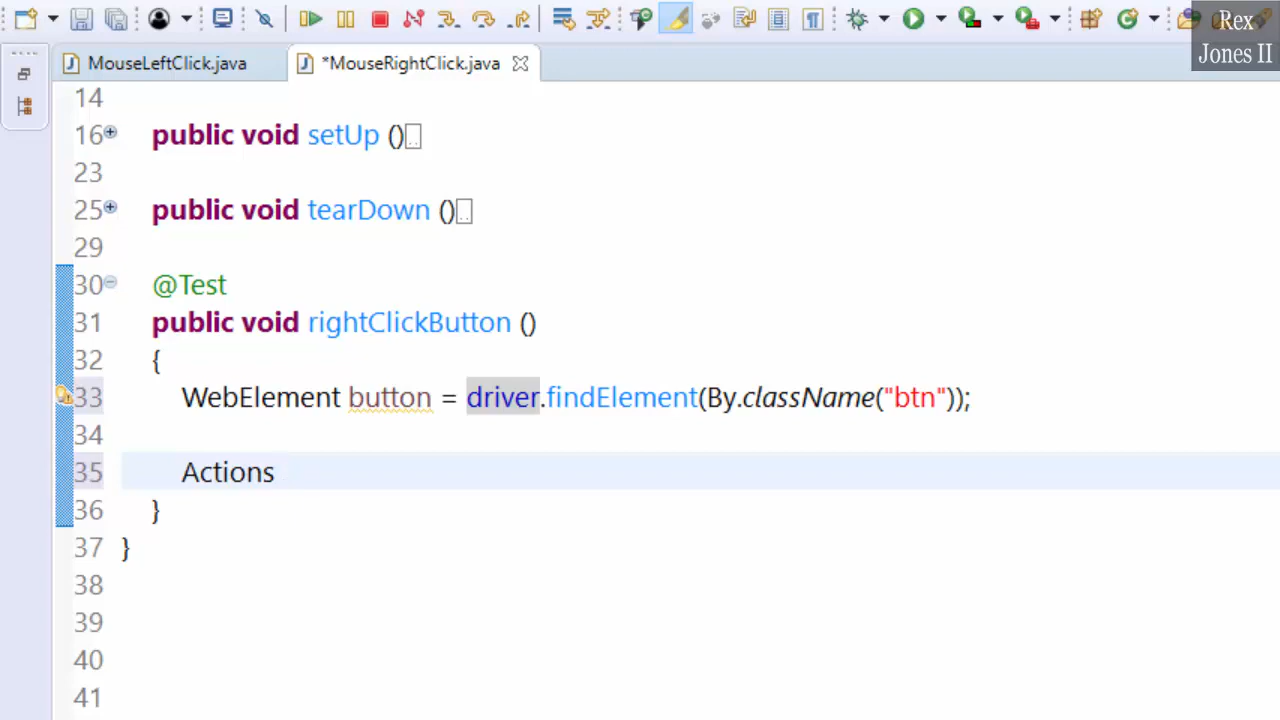 Rex
Jones II
MouseLeftClick.java
*MouseRightClick.java
14
16 public void setUp ()
23
25 public void tearDown ()
29
30 @Test
31 public void rightClickButton ()
32 {
33 WebElement button = driver.findElement(By.className("btn"));
34
35 Actions
36 }
37 }
38
39
40
41